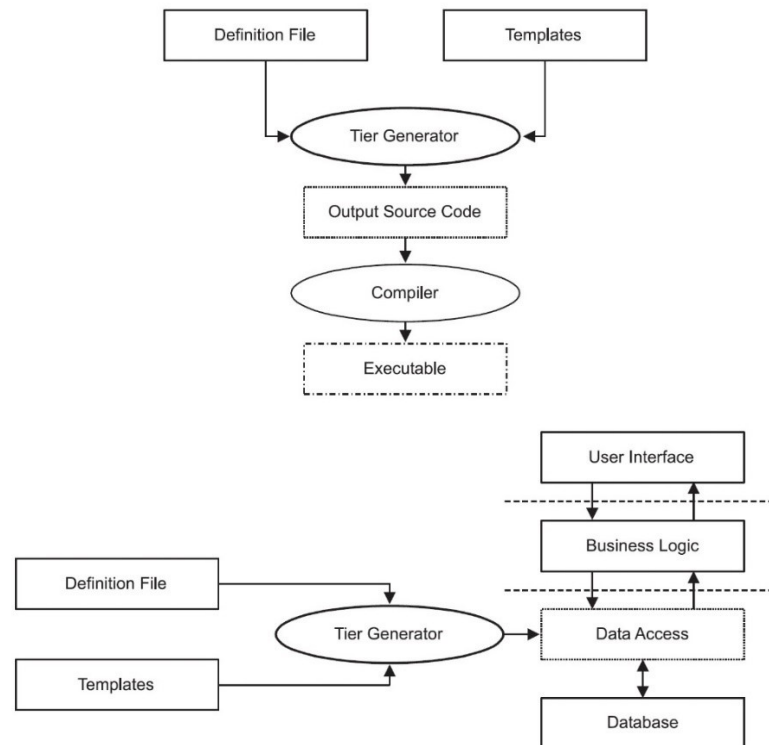 Definition File
Templates
Tier Generator
Output Source Code
Compiler
Executable
User Interface
Business Logic
Definition File
Tier Generator
Data Access
Templates
Database